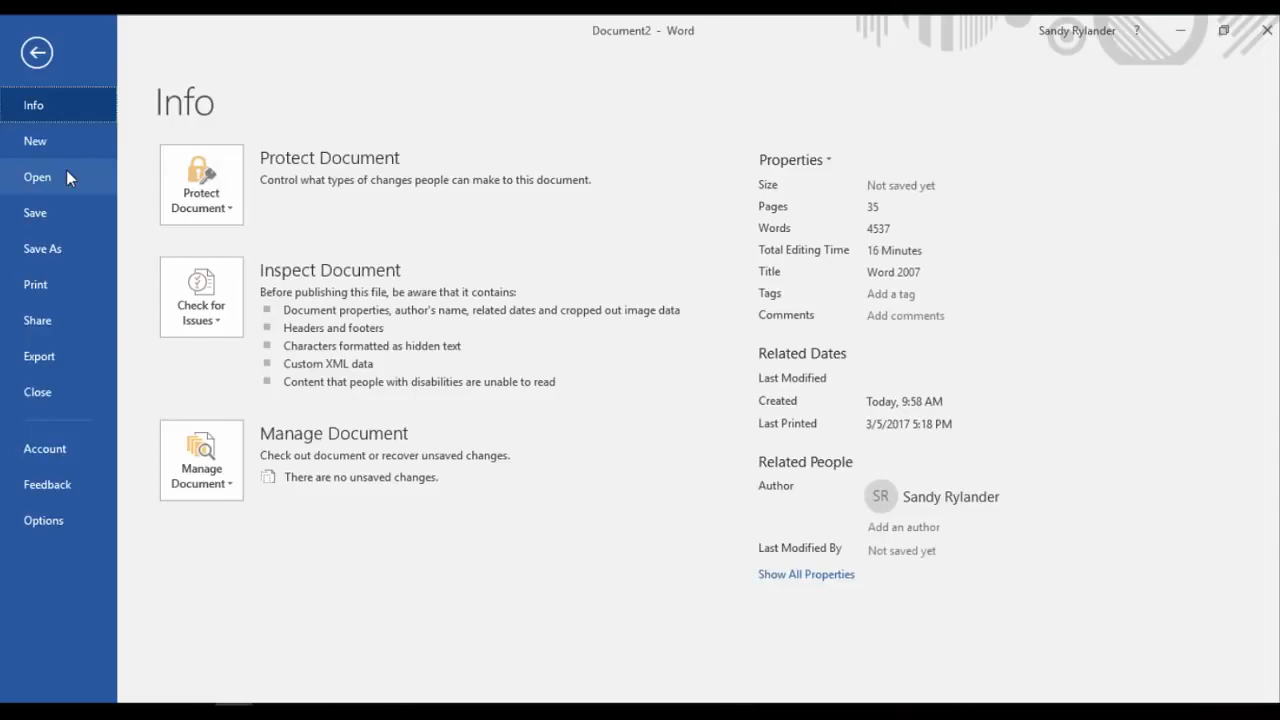 Document2 - Word
Sandy Rylander ?
Info
New
Open
Save
Save As
Print
Share
Export
Close
Account
Feedback
Options
Info
Protect Document
Protect Document
Control what types of changes people can make to this document.
Check for Issues
Inspect Document
Before publishing this file, be aware that it contains:
Document properties, author's name, related dates and cropped out image data
Headers and footers
Characters formatted as hidden text
Custom XML data
Content that people with disabilities are unable to read
Manage Document
Manage Document
Check out document or recover unsaved changes.
There are no unsaved changes.
Properties
Size Not saved yet
Pages 35
Words 4537
Total Editing Time 16 Minutes
Title Word 2007
Tags Add a tag
Comments Add comments
Related Dates
Last Modified
Created Today, 9:58 AM
Last Printed 3/5/2017 5:18 PM
Related People
Author SR Sandy Rylander
Add an author
Last Modified By Not saved yet
Show All Properties